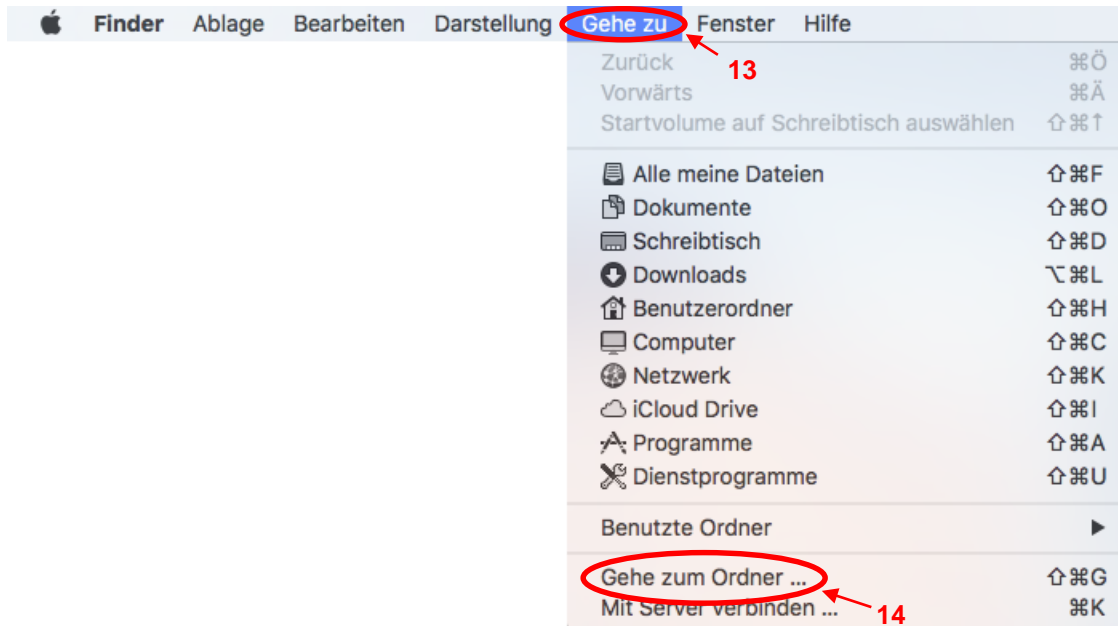 Finder Ablage Bearbeiten Darstellung Gehe zu Fenster Hilfe
13
Zurück ⌘Ö
Vorwärts ⌘Ä
Startvolume auf Schreibtisch auswählen ⇧⌘↑
Alle meine Dateien ⇧⌘F
Dokumente ⇧⌘O
Schreibtisch ⇧⌘D
Downloads ⌥⌘L
Benutzerordner ⇧⌘H
Computer ⇧⌘C
Netzwerk ⇧⌘K
iCloud Drive ⇧⌘I
Programme ⇧⌘A
Dienstprogramme ⇧⌘U
Benutzte Ordner ▶
Gehe zum Ordner ... ⇧⌘G
Mit Server verbinden ... ⌘K
14